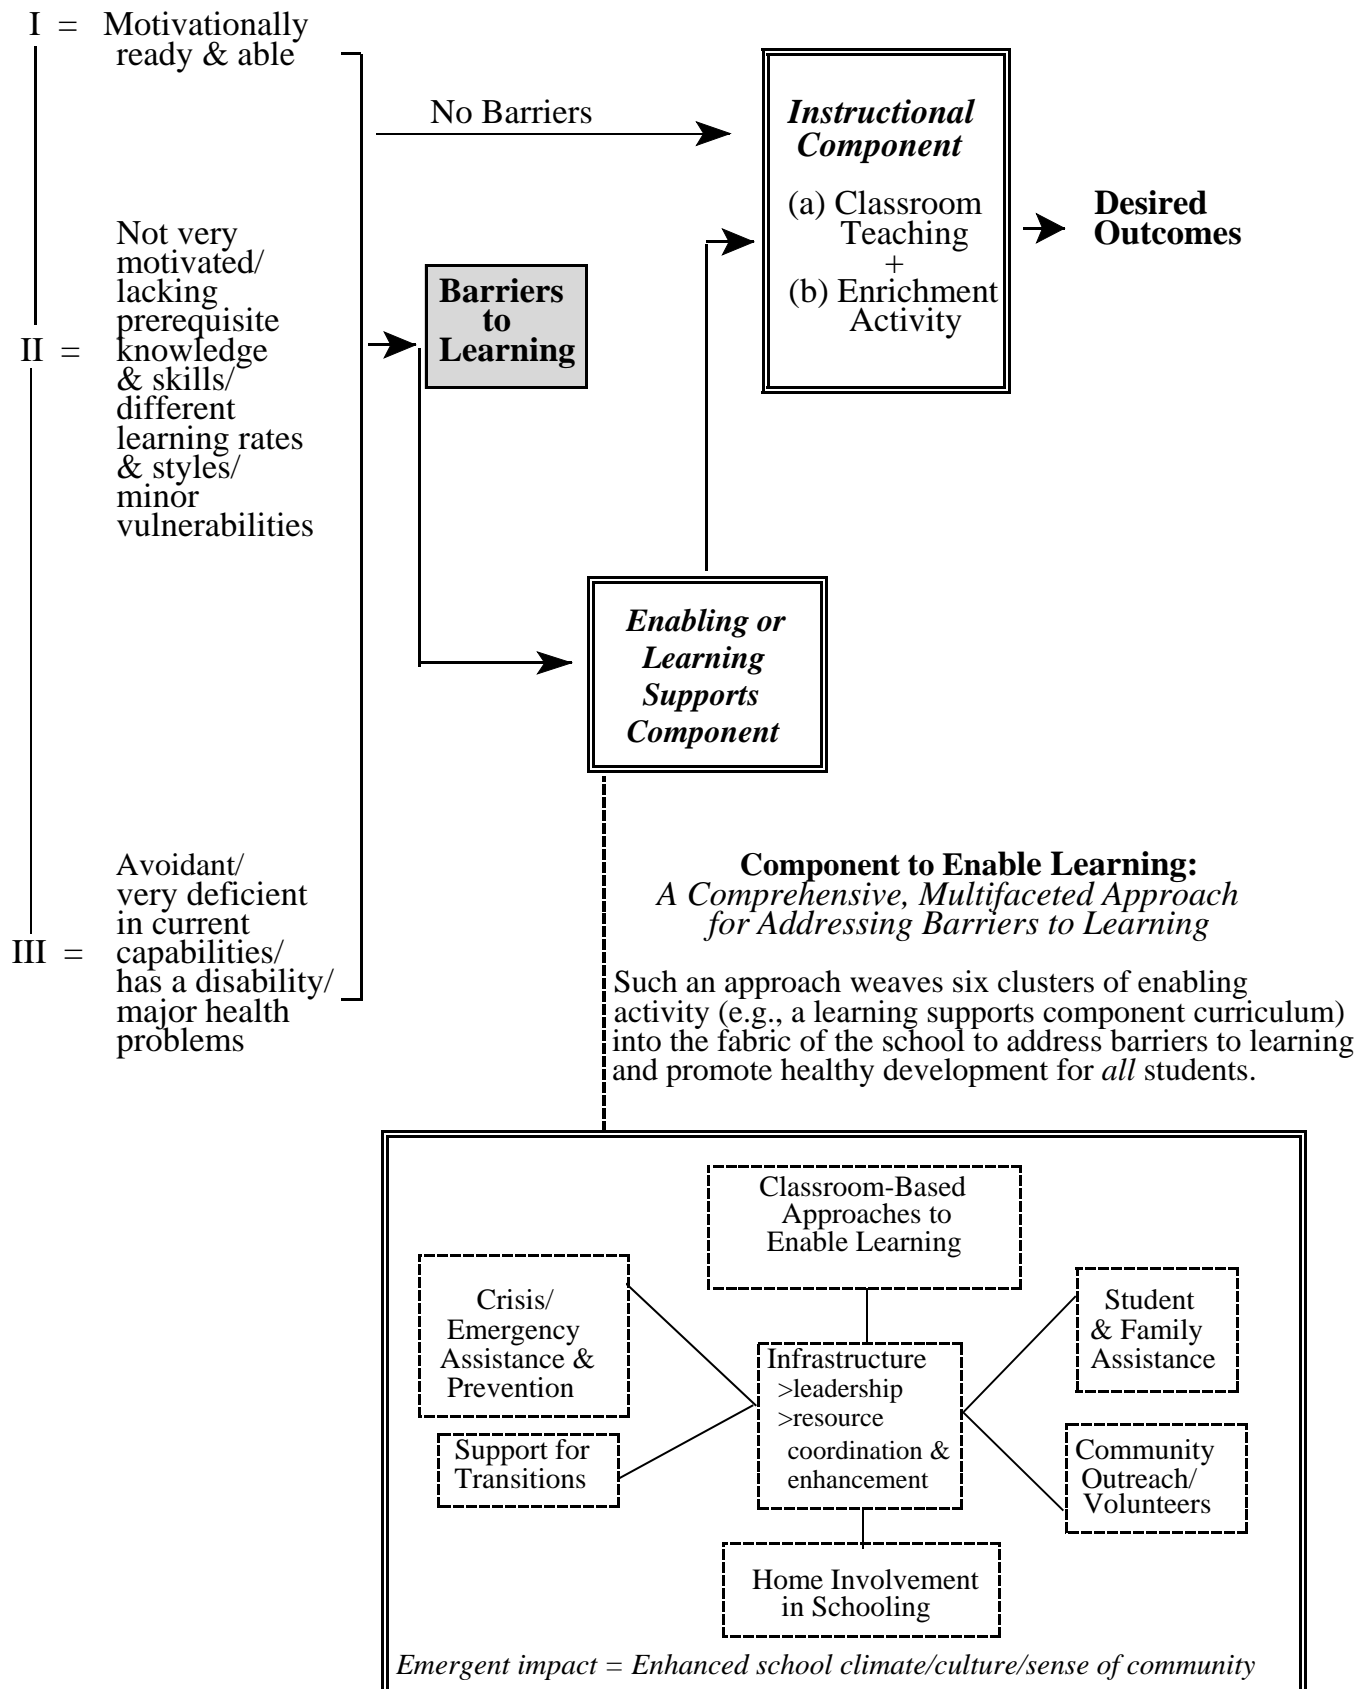 I = Motivationally
ready & able
No Barriers
Instructional
Component
(a) Classroom
Teaching
+
(b) Enrichment
Activity
Desired
Outcomes
Not very
motivated/
lacking
prerequisite
II = knowledge
& skills/
different
learning rates
& styles/
minor
vulnerabilities
Barriers
to
Learning
Enabling or
Learning
Supports
Component
Avoidant/
very deficient
in current
III = capabilities/
has a disability/
major health
problems
Component to Enable Learning:
A Comprehensive, Multifaceted Approach
for Addressing Barriers to Learning
Such an approach weaves six clusters of enabling
activity (e.g., a learning supports component curriculum)
into the fabric of the school to address barriers to learning
and promote healthy development for all students.
Classroom-Based
Approaches to
Enable Learning
Crisis/
Emergency
Assistance &
Prevention
Student
& Family
Assistance
Infrastructure
>leadership
>resource
coordination &
enhancement
Support for
Transitions
Community
Outreach/
Volunteers
Home Involvement
in Schooling
Emergent impact = Enhanced school climate/culture/sense of community